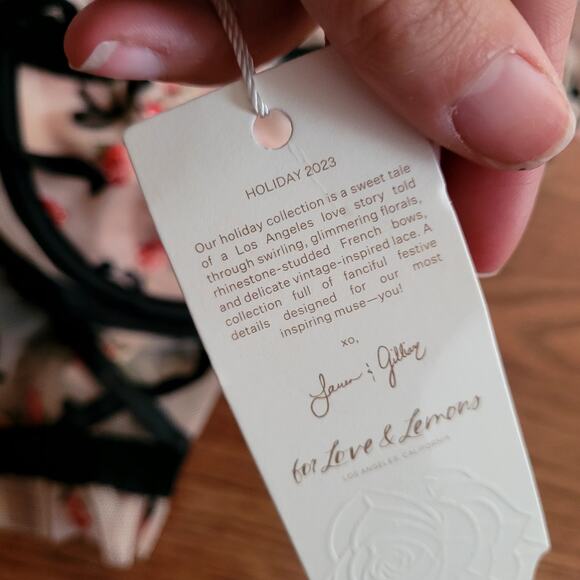 HOLIDAY 2023
Our holiday collection is a sweet tale
of a Los Angeles love story told
through swirling, glimmering florals,
rhinestone-studded French bows,
and delicate vintage-inspired lace. A
collection full of fanciful festive
details designed for our most
inspiring muse—you!
xo,
& Gillian
for Love & Lemons
LOS ANGELES, CALIFORNIA